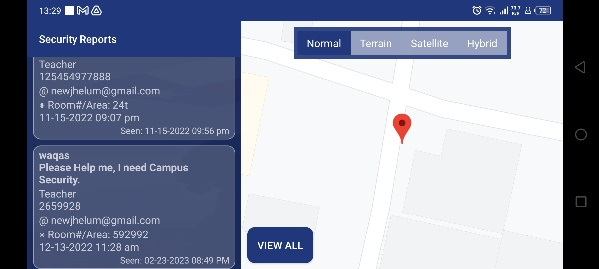 13:29
Security Reports
Teacher
125454977888
@ newjhelum@gmail.com
Room#/Area: 24t
11-15-2022 09:07 pm
Seen: 11-15-2022 09:56 pm
waqas
Please Help me, I need Campus
Security.
Teacher
2659928
@ newjhelum@gmail.com
× Room#/Area: 592992
12-13-2022 11:28 am
Seen: 02-23-2023 08:49 PM
Normal
Terrain
Satellite
Hybrid
VIEW ALL